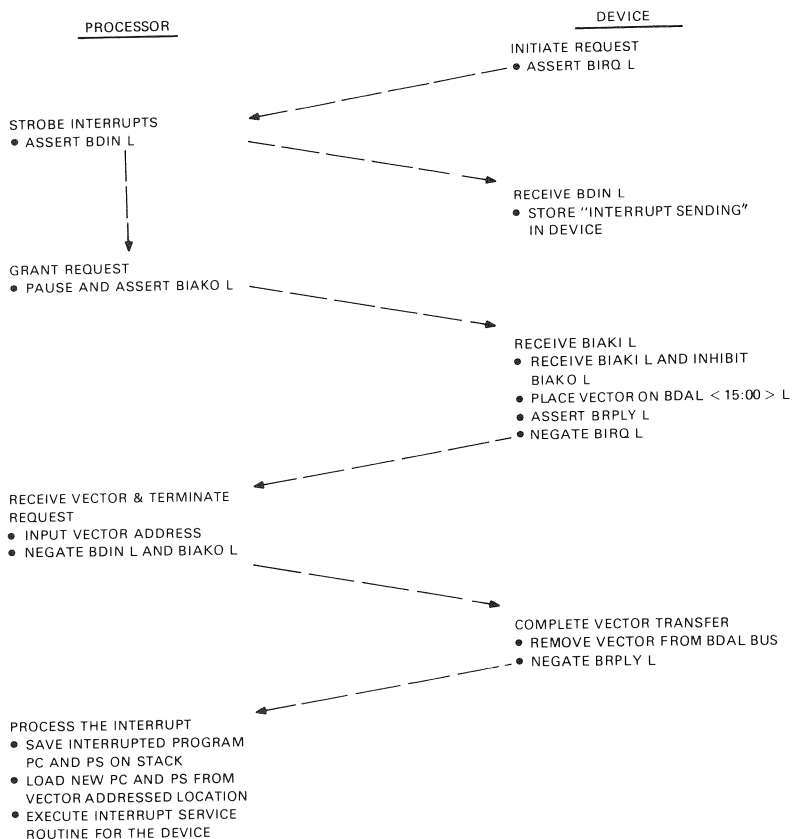 PROCESSOR
DEVICE
INITIATE REQUEST
• ASSERT BIRQ L
STROBE INTERRUPTS
• ASSERT BDIN L
RECEIVE BDIN L
• STORE "INTERRUPT SENDING"
IN DEVICE
GRANT REQUEST
• PAUSE AND ASSERT BIAKO L
RECEIVE BIAKI L
• RECEIVE BIAKI L AND INHIBIT
BIAKO L
• PLACE VECTOR ON BDAL < 15:00 > L
• ASSERT BRPLY L
• NEGATE BIRQ L
RECEIVE VECTOR & TERMINATE
REQUEST
• INPUT VECTOR ADDRESS
• NEGATE BDIN L AND BIAKO L
COMPLETE VECTOR TRANSFER
• REMOVE VECTOR FROM BDAL BUS
• NEGATE BRPLY L
PROCESS THE INTERRUPT
• SAVE INTERRUPTED PROGRAM
PC AND PS ON STACK
• LOAD NEW PC AND PS FROM
VECTOR ADDRESSED LOCATION
• EXECUTE INTERRUPT SERVICE
ROUTINE FOR THE DEVICE